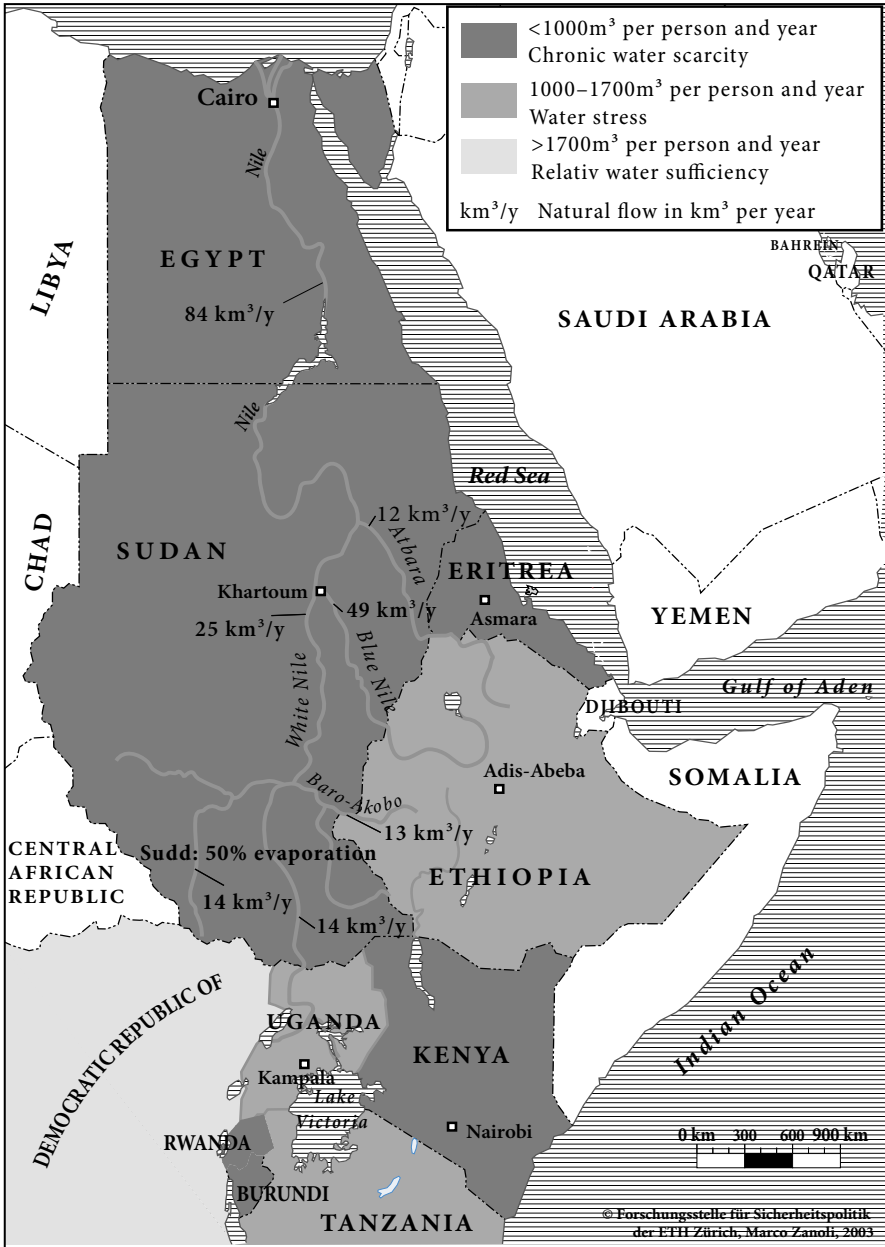 <1000m³ per person and year
Chronic water scarcity
1000–1700m³ per person and year
Water stress
>1700m³ per person and year
Relativ water sufficiency
km³/y Natural flow in km³ per year
Cairo
Nile
BAHREIN
QATAR
LIBYA
EGYPT
84 km³/y
SAUDI ARABIA
Nile
Red Sea
CHAD
SUDAN
12 km³/y
Atbara
ERITREA
Khartoum
49 km³/y
Asmara
25 km³/y
YEMEN
White Nile
Blue Nile
Gulf of Aden
DJIBOUTI
Adis-Abeba
SOMALIA
Baro-Akobo
13 km³/y
CENTRAL
AFRICAN
REPUBLIC
Sudd: 50% evaporation
ETHIOPIA
14 km³/y
14 km³/y
Indian Ocean
DEMOCRATIC REPUBLIC OF
UGANDA
KENYA
Kampala
Lake
Victoria
Nairobi
RWANDA
0 km 300 600 900 km
BURUNDI
TANZANIA
© Forschungsstelle für Sicherheitspolitik
der ETH Zürich, Marco Zanoli, 2003